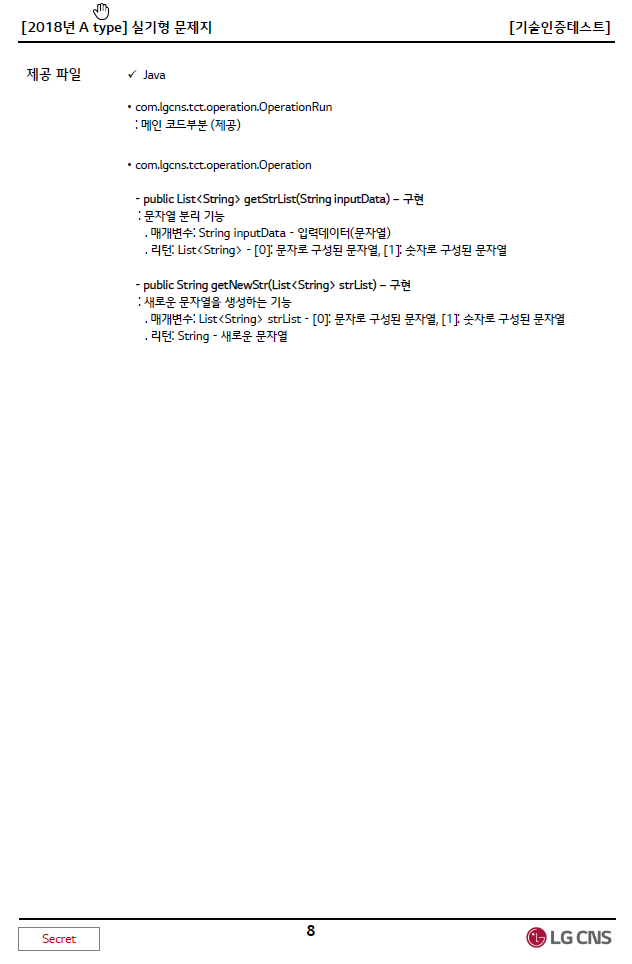 [2018년 A type] 실기형 문제지 [기술인증테스트]
제공 파일 ✓ Java
• com.lgcns.tct.operation.OperationRun
: 메인 코드부분 (제공)
• com.lgcns.tct.operation.Operation
- public List<String> getStrList(String inputData) – 구현
: 문자열 분리 기능
. 매개변수: String inputData - 입력데이터(문자열)
. 리턴: List<String> - [0]: 문자로 구성된 문자열, [1]: 숫자로 구성된 문자열
- public String getNewStr(List<String> strList) – 구현
: 새로운 문자열을 생성하는 기능
. 매개변수: List<String> strList - [0]: 문자로 구성된 문자열, [1]: 숫자로 구성된 문자열
. 리턴: String - 새로운 문자열
Secret 8 LG CNS